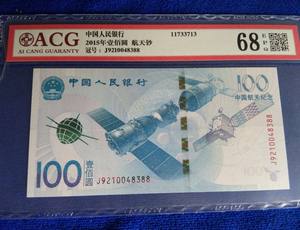 ACG
AI CANG GUARANTY
中国人民银行
2015年壹佰圆 航天钞
冠号：J9210048388
11733713
68
中国人民银行
100
中国航天纪念
100
壹佰圆
J9210048388
100